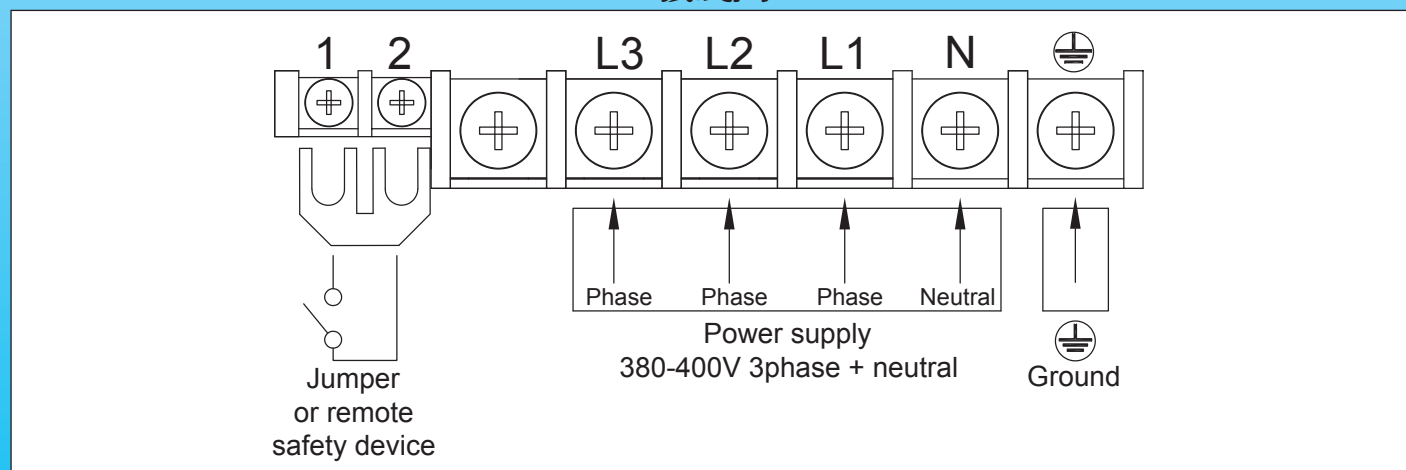 1 2 L3 L2 L1 N
Phase Phase Phase Neutral
Power supply
380-400V 3phase + neutral
Ground
Jumper
or remote
safety device